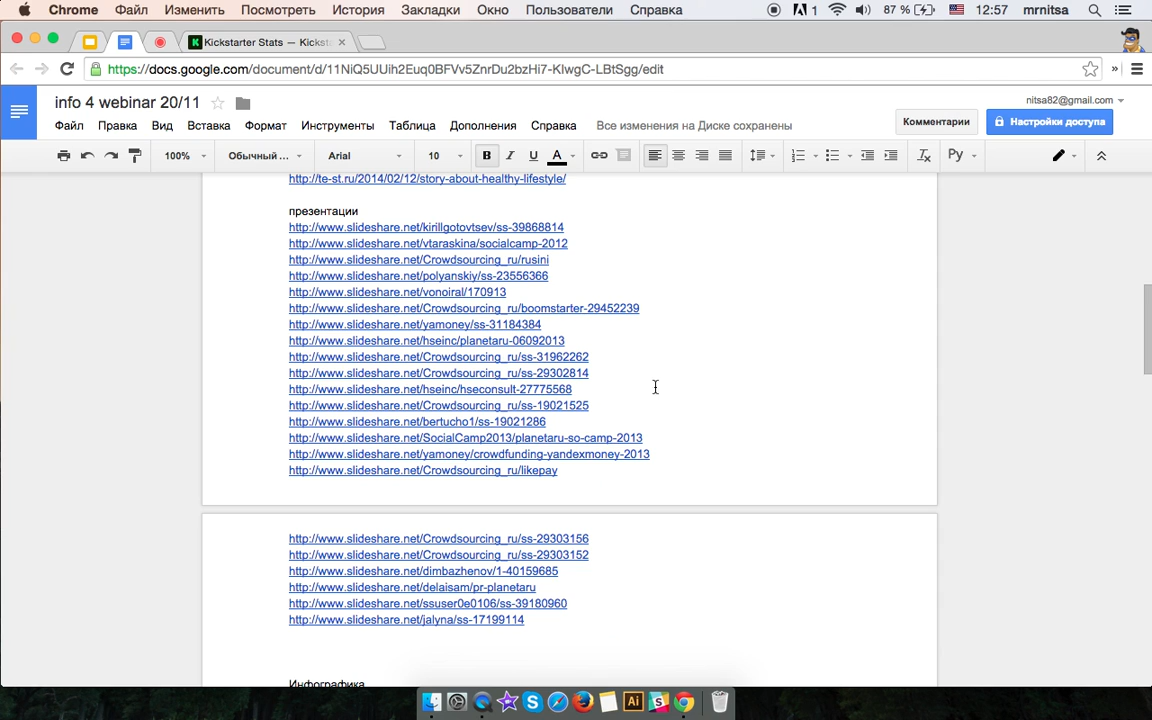 Chrome Файл Изменить Посмотреть История Закладки Окно Пользователи Справка 1 87 % 12:57 mrnitsa
Kickstarter Stats — Kicksta
https://docs.google.com/document/d/11NiQ5UUih2Euq0BFVv5ZnrDu2bzHi7-KIwgC-LBtSgg/edit
info 4 webinar 20/11
nitsa82@gmail.com
Файл Правка Вид Вставка Формат Инструменты Таблица Дополнения Справка Все изменения на Диске сохранены
Комментарии Настройки доступа
100% Обычный ... Arial 10 B I U A Ру
http://te-st.ru/2014/02/12/story-about-healthy-lifestyle/
презентации
http://www.slideshare.net/kirillgotovtsev/ss-39868814
http://www.slideshare.net/vtaraskina/socialcamp-2012
http://www.slideshare.net/Crowdsourcing_ru/rusini
http://www.slideshare.net/polyanskiy/ss-23556366
http://www.slideshare.net/vonoiral/170913
http://www.slideshare.net/Crowdsourcing_ru/boomstarter-29452239
http://www.slideshare.net/yamoney/ss-31184384
http://www.slideshare.net/hseinc/planetaru-06092013
http://www.slideshare.net/Crowdsourcing_ru/ss-31962262
http://www.slideshare.net/Crowdsourcing_ru/ss-29302814
http://www.slideshare.net/hseinc/hseconsult-27775568
http://www.slideshare.net/Crowdsourcing_ru/ss-19021525
http://www.slideshare.net/bertucho1/ss-19021286
http://www.slideshare.net/SocialCamp2013/planetaru-so-camp-2013
http://www.slideshare.net/yamoney/crowdfunding-yandexmoney-2013
http://www.slideshare.net/Crowdsourcing_ru/likepay
http://www.slideshare.net/Crowdsourcing_ru/ss-29303156
http://www.slideshare.net/Crowdsourcing_ru/ss-29303152
http://www.slideshare.net/dimbazhenov/1-40159685
http://www.slideshare.net/delaisam/pr-planetaru
http://www.slideshare.net/ssuser0e0106/ss-39180960
http://www.slideshare.net/jalyna/ss-17199114
Инфографика